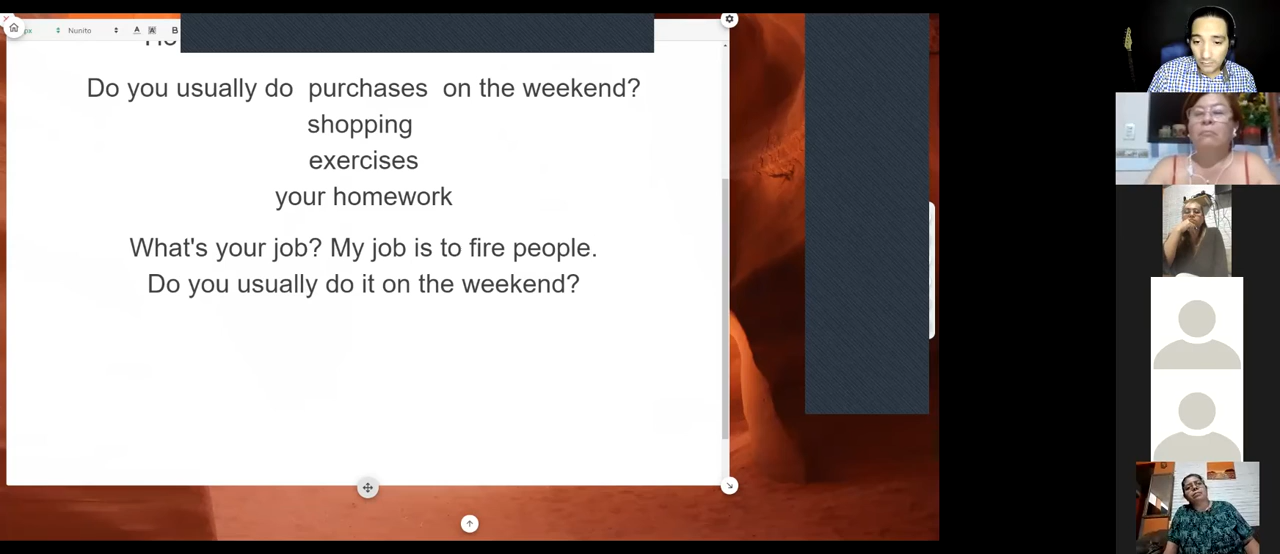 px Nunito A A B
Do you usually do purchases on the weekend?
shopping
exercises
your homework
What's your job? My job is to fire people.
Do you usually do it on the weekend?